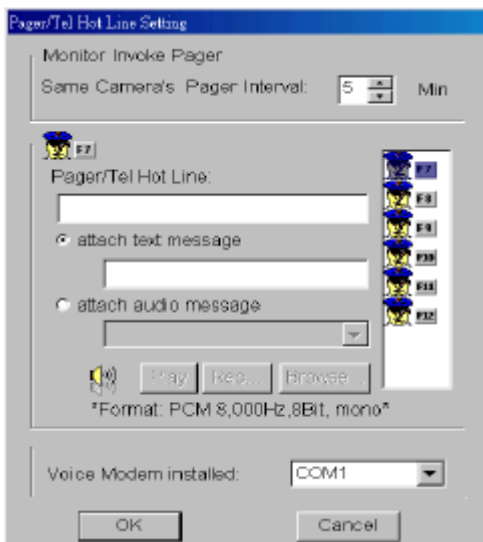 Pager/Tel Hot Line Setting
Monitor Invoke Pager
Same Camera's Pager Interval: 5 Min
F7
Pager/Tel Hot Line:
attach text message
attach audio message
Play Rec... Browse...
*Format: PCM 8,000Hz,8Bit, mono*
F7
F8
F9
F10
F11
F12
Voice Modem installed: COM1
OK Cancel